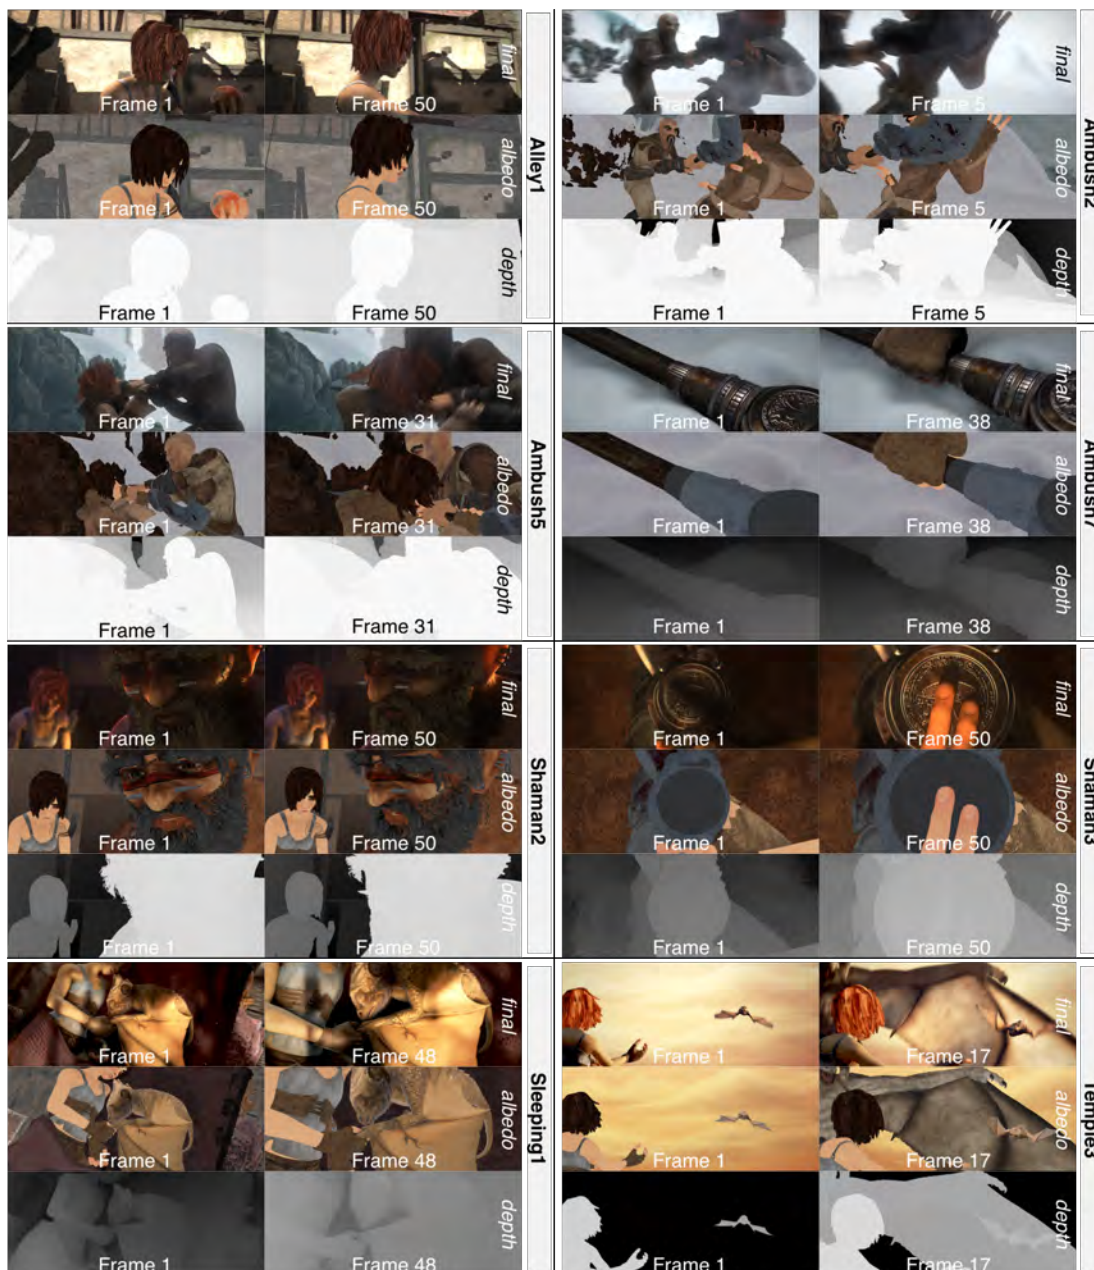 final
Frame 1
Frame 50
albedo
Frame 1
Frame 50
depth
Frame 1
Frame 50
Alley1
final
Frame 1
Frame 5
albedo
Frame 1
Frame 5
depth
Frame 1
Frame 5
Ambush2
final
Frame 1
Frame 31
albedo
Frame 1
Frame 31
depth
Frame 1
Frame 31
Ambush5
final
Frame 1
Frame 38
albedo
Frame 1
Frame 38
depth
Frame 1
Frame 38
Ambush7
final
Frame 1
Frame 50
albedo
Frame 1
Frame 50
depth
Frame 1
Frame 50
Shaman2
final
Frame 1
Frame 50
albedo
Frame 1
Frame 50
depth
Frame 1
Frame 50
Shaman3
final
Frame 1
Frame 48
albedo
Frame 1
Frame 48
depth
Frame 1
Frame 48
Sleeping1
final
Frame 1
Frame 17
albedo
Frame 1
Frame 17
depth
Frame 1
Frame 17
Temple3